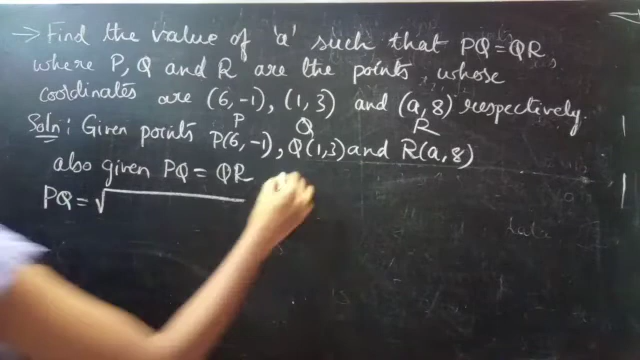 → Find the value of 'a' such that PQ = QR,
where P, Q and R are the points, whose
coordinates are (6, -1), (1, 3) and (a, 8) respectively.
P Q R
Soln: Given points P(6, -1), Q(1,3) and R(a, 8)
also given PQ = QR
PQ = √